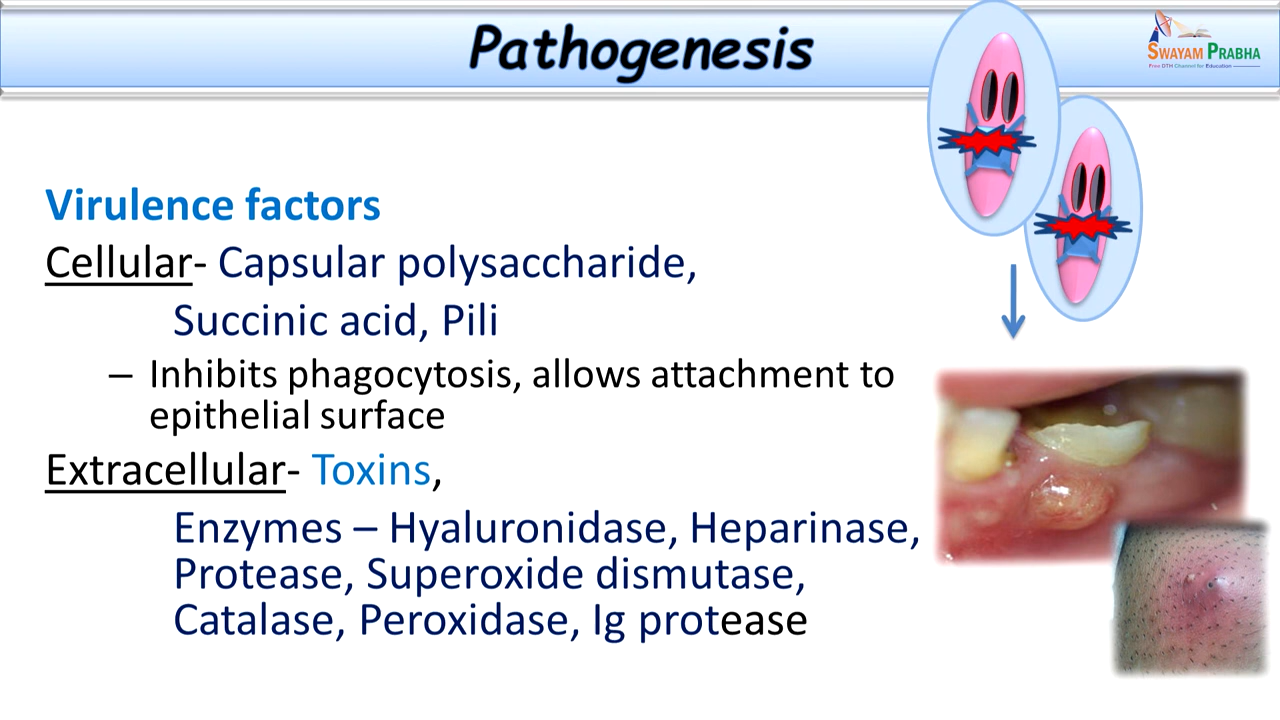 Pathogenesis
SWAYAM PRABHA
Free DTH Channel for Education
Virulence factors
Cellular- Capsular polysaccharide,
Succinic acid, Pili
– Inhibits phagocytosis, allows attachment to
epithelial surface
Extracellular- Toxins,
Enzymes – Hyaluronidase, Heparinase,
Protease, Superoxide dismutase,
Catalase, Peroxidase, Ig protease